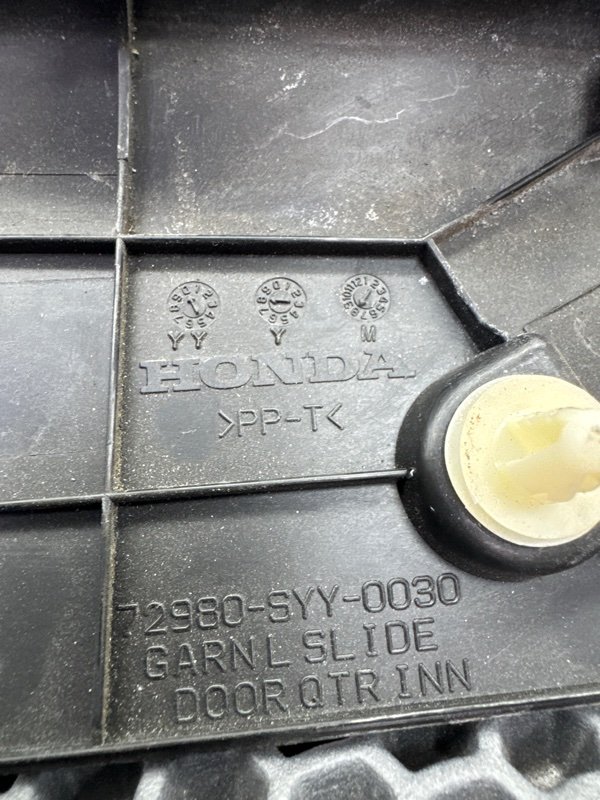 YY Y M
HONDA
>PP-T<
72980-SYY-0030
GARN L SLIDE
DOOR QTR INN